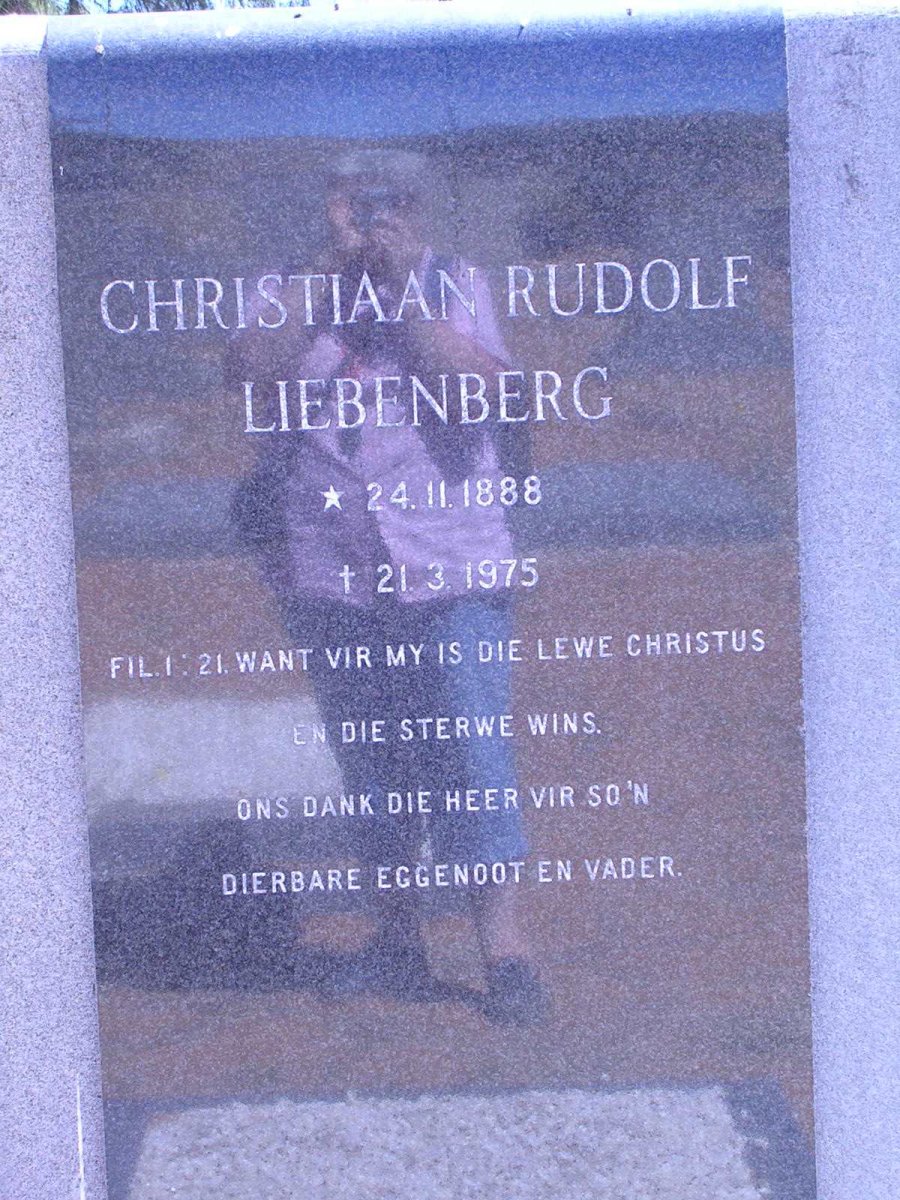 CHRISTIAAN RUDOLF
LIEBENBERG
★ 24.11.1888
† 21.3.1975
FIL.1:21. WANT VIR MY IS DIE LEWE CHRISTUS
EN DIE STERWE WINS.
ONS DANK DIE HEER VIR SO'N
DIERBARE EGGENOOT EN VADER.